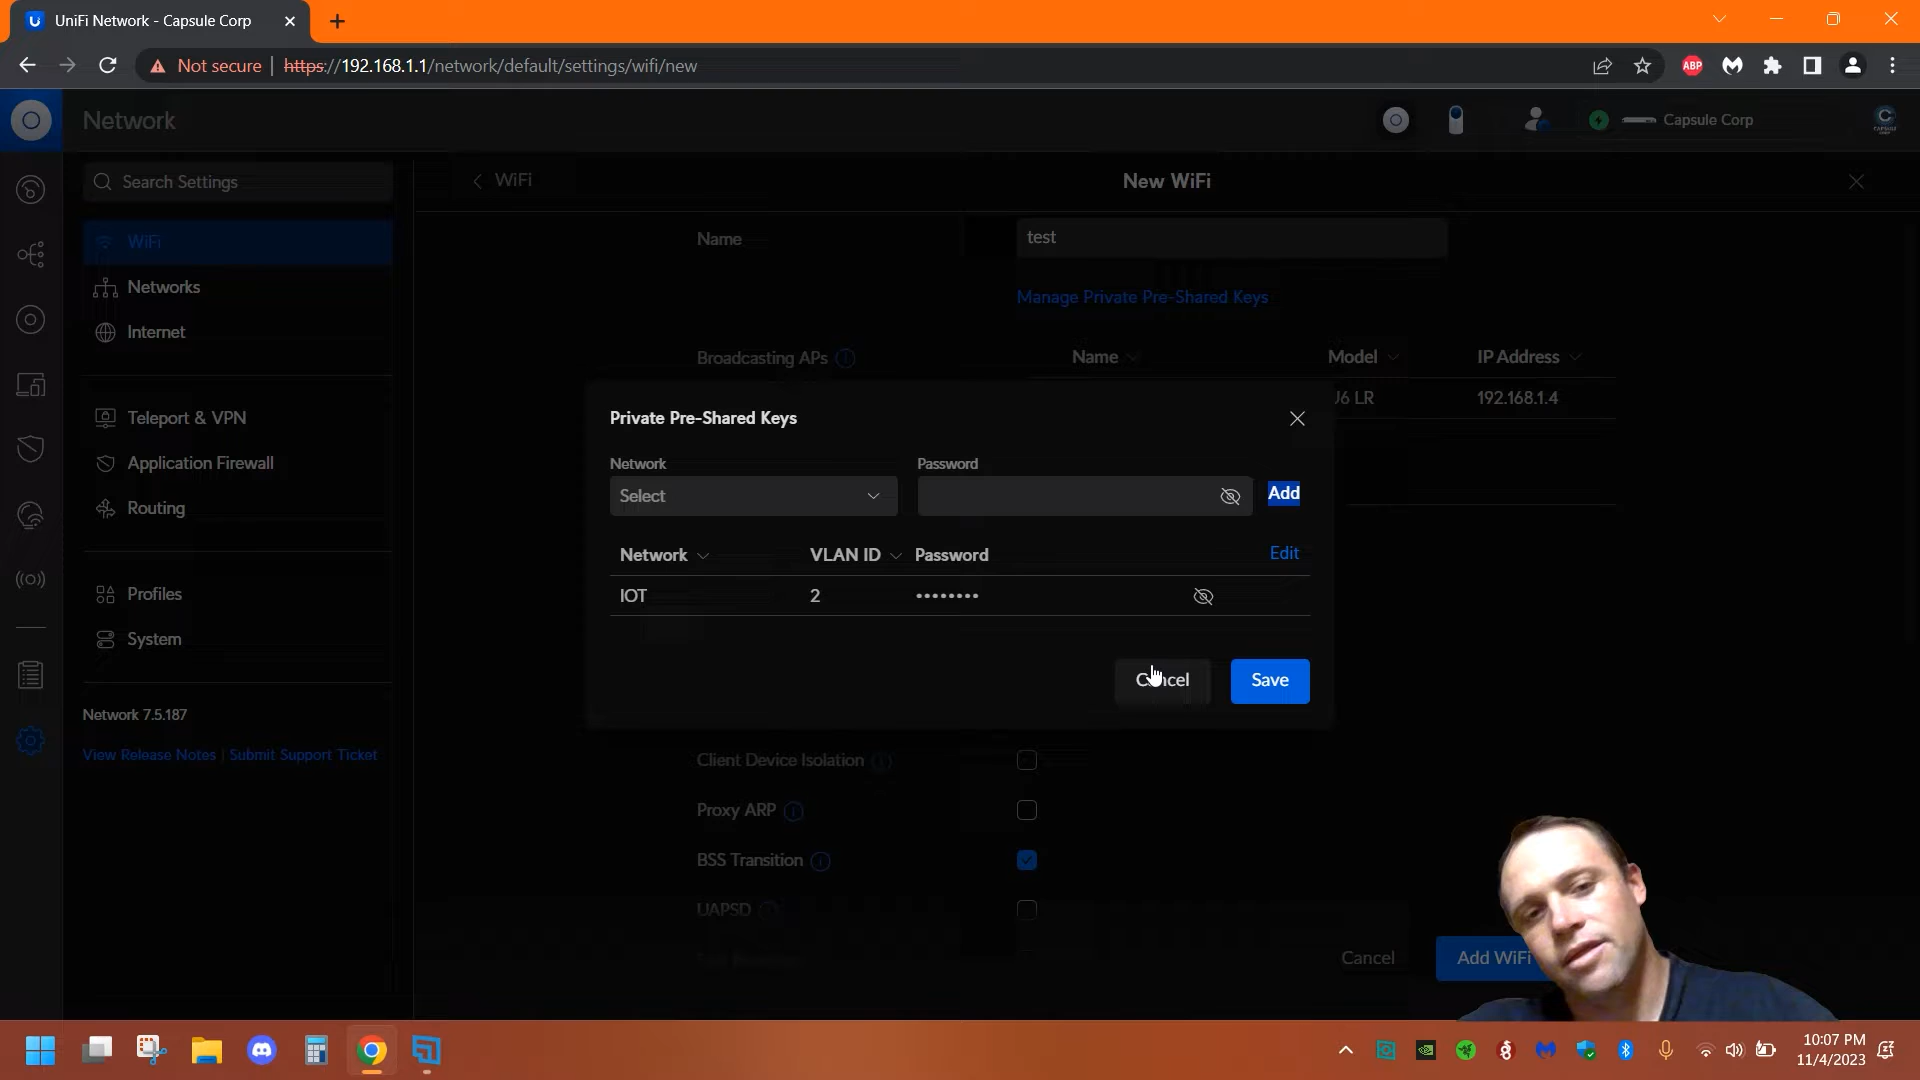 UniFi Network - Capsule Corp
Not secure | https://192.168.1.1/network/default/settings/wifi/new
ABP
Network
Capsule Corp
Search Settings
WiFi
New WiFi
WiFi
Networks
Internet
Teleport & VPN
Application Firewall
Routing
Profiles
System
Network 7.5.187
View Release Notes | Submit Support Ticket
Name
test
Manage Private Pre-Shared Keys
Broadcasting APs
Name
Model
IP Address
U6 LR
192.168.1.4
Private Pre-Shared Keys
Network
Password
Select
Add
Network
VLAN ID
Password
Edit
IOT
2
••••••••
Cancel
Save
Client Device Isolation
Proxy ARP
BSS Transition
UAPSD
Cancel
Add WiFi
10:07 PM
11/4/2023